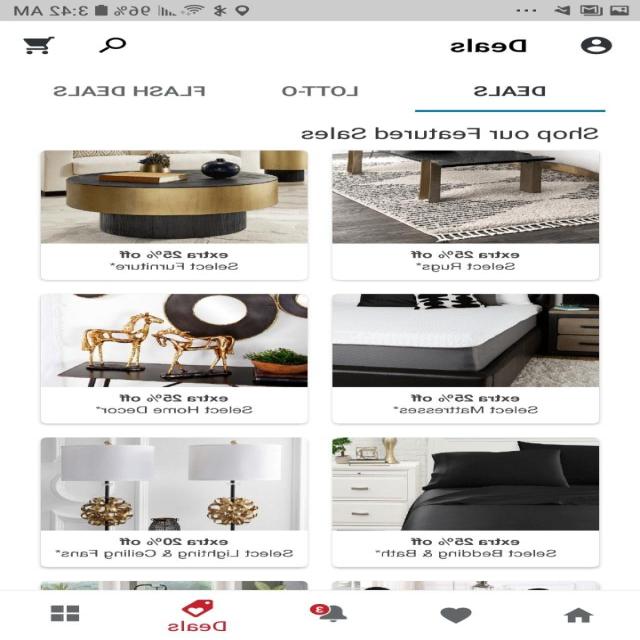 96% 3:42 AM
Deals
DEALS LOTT-O FLASH DEALS
Shop our Featured Sales
extra 25% off
Select Rugs*
extra 25% off
Select Furniture*
extra 25% off
Select Mattresses*
extra 25% off
Select Home Decor*
extra 25% off
Select Bedding & Bath*
extra 20% off
Select Lighting & Ceiling Fans*
3
Deals